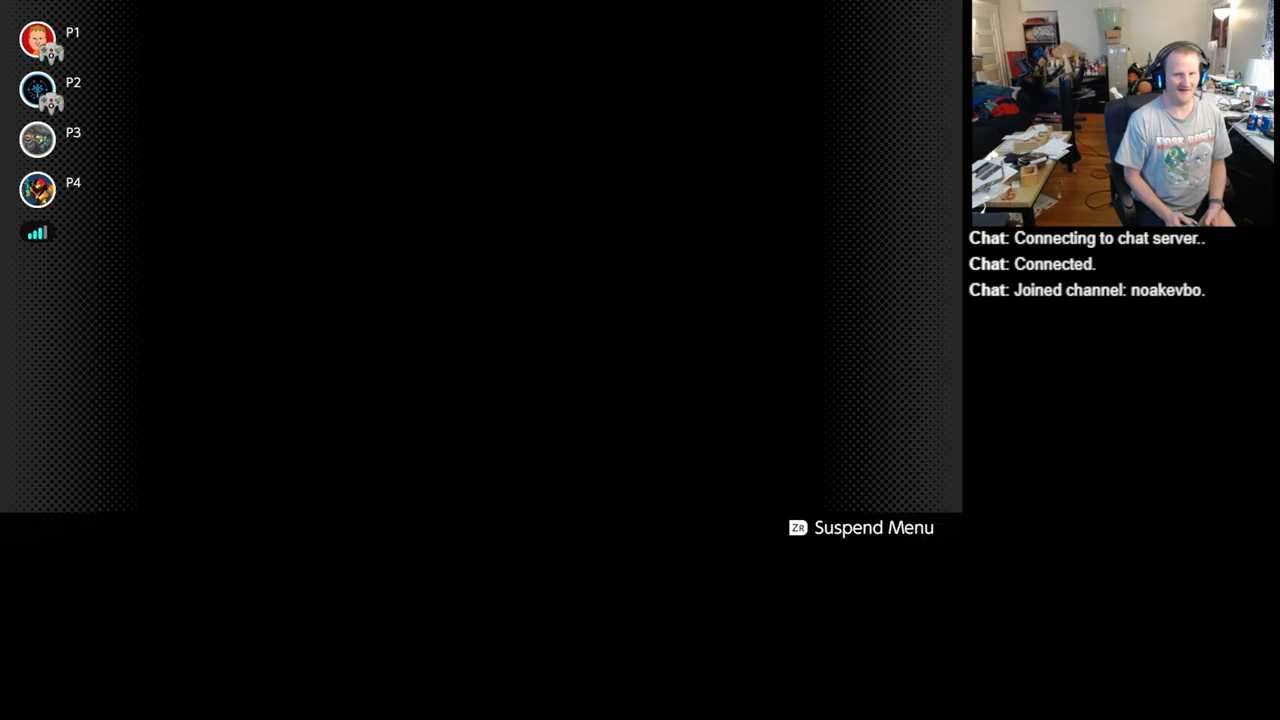 P1
P2
P3
P4
ZR Suspend Menu
Chat: Connecting to chat server..
Chat: Connected.
Chat: Joined channel: noakevbo.